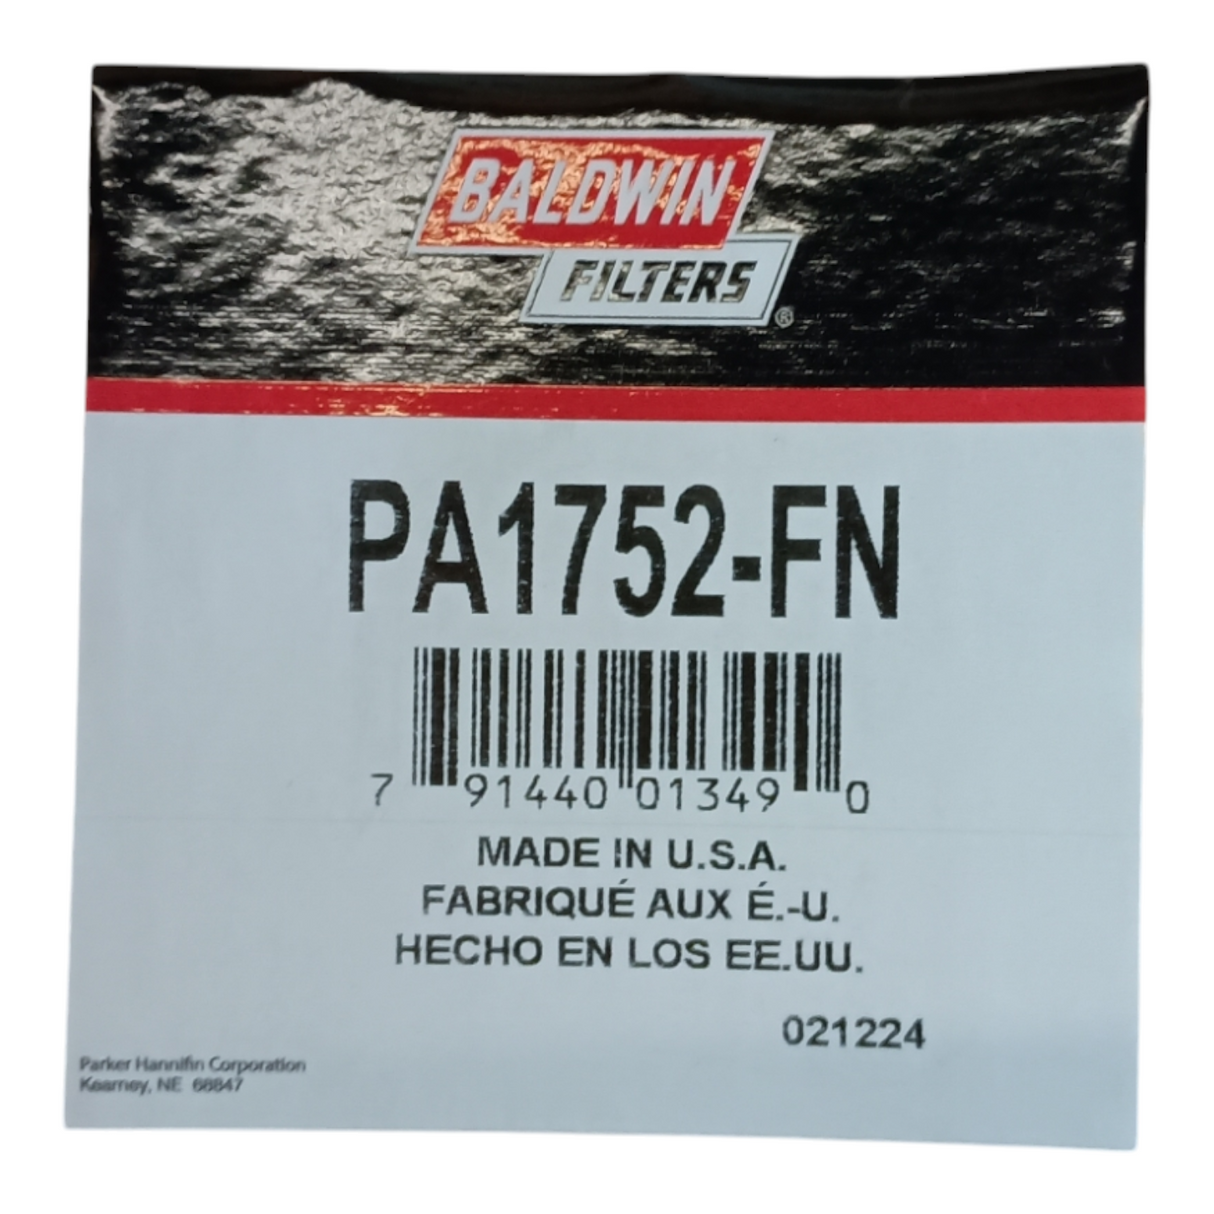 BALDWIN
FILTERS
®
PA1752-FN
7 91440 01349 0
MADE IN U.S.A.
FABRIQUÉ AUX É.-U.
HECHO EN LOS EE.UU.
021224
Parker Hannifin Corporation
Kearney, NE 68847